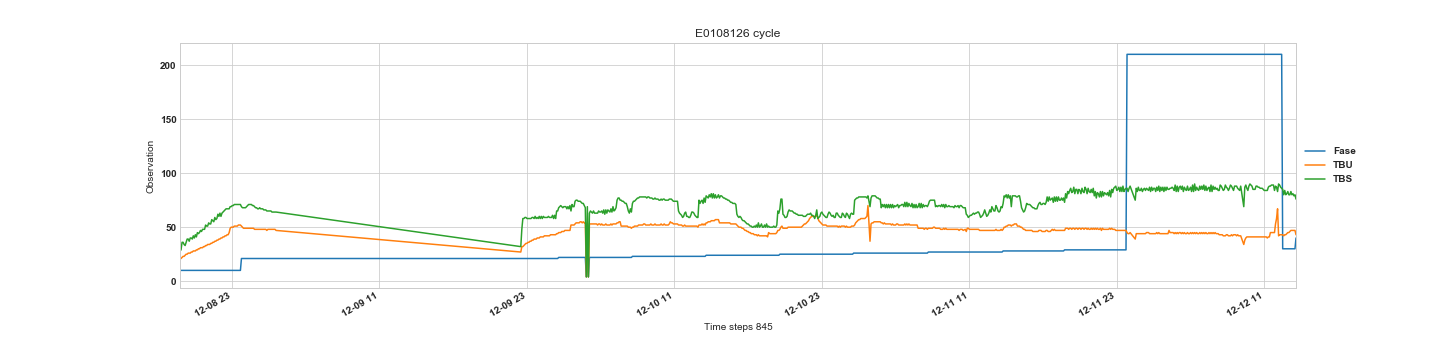 E0108126 cycle
200
150
100
50
0
Observation
Fase
TBU
TBS
12-08 23
12-09 11
12-09 23
12-10 11
12-10 23
12-11 11
12-11 23
12-12 11
Time steps 845